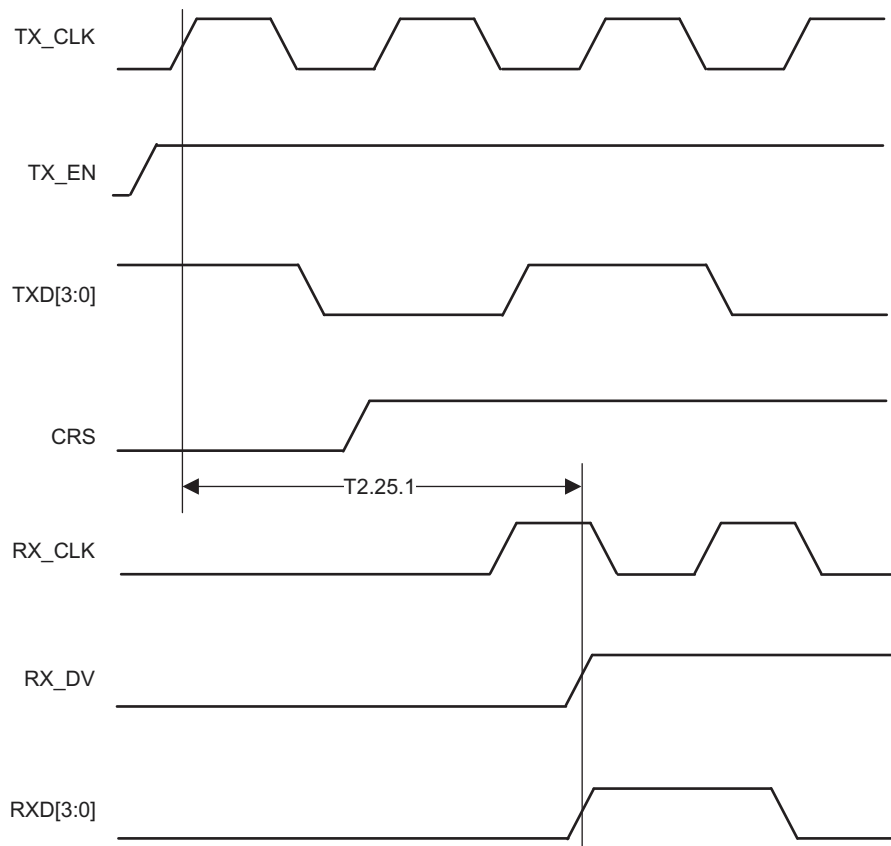 TX_CLK
TX_EN
TXD[3:0]
CRS
T2.25.1
RX_CLK
RX_DV
RXD[3:0]